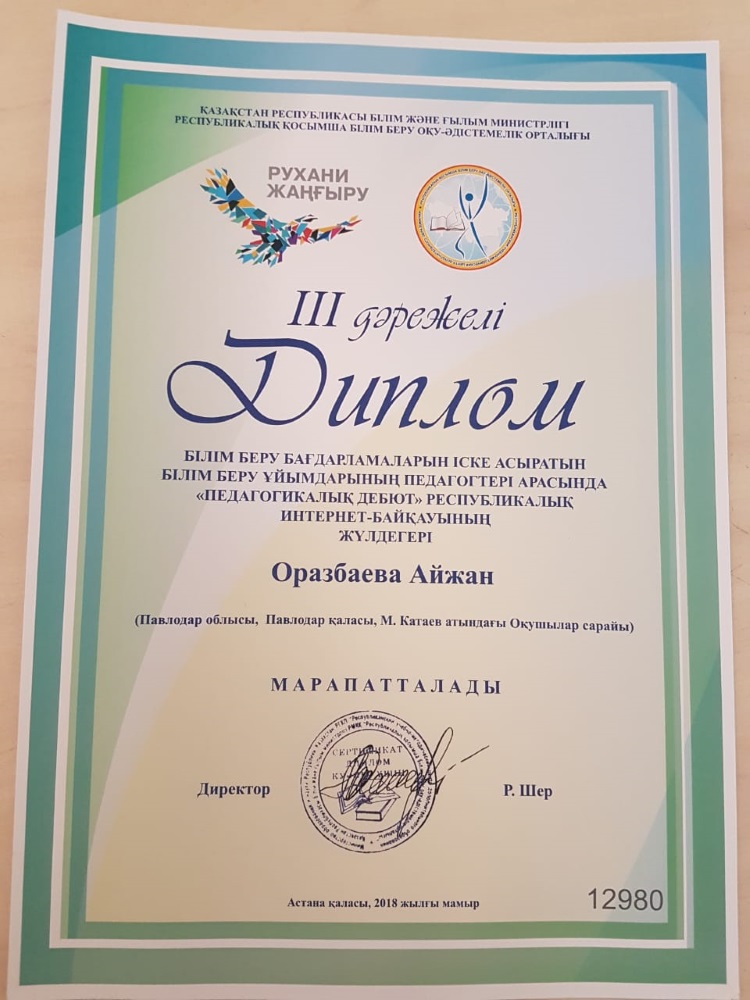 ҚАЗАҚСТАН РЕСПУБЛИКАСЫ БІЛІМ ЖӘНЕ ҒЫЛЫМ МИНИСТРЛІГІ
РЕСПУБЛИКАЛЫҚ ҚОСЫМША БІЛІМ БЕРУ ОҚУ-ӘДІСТЕМЕЛІК ОРТАЛЫҒЫ
РУХАНИ
ЖАҢҒЫРУ
III дәрежелі
Диплом
БІЛІМ БЕРУ БАҒДАРЛАМАЛАРЫН ІСКЕ АСЫРАТЫН
БІЛІМ БЕРУ ҰЙЫМДАРЫНЫҢ ПЕДАГОГТЕРІ АРАСЫНДА
«ПЕДАГОГИКАЛЫҚ ДЕБЮТ» РЕСПУБЛИКАЛЫҚ
ИНТЕРНЕТ-БАЙҚАУЫНЫҢ
ЖҮЛДЕГЕРІ
Оразбаева Айжан
(Павлодар облысы, Павлодар қаласы, М. Катаев атындағы Оқушылар сарайы)
МАРАПАТТАЛАДЫ
СЕРТИФИКАТ
ДИПЛОМ
Директор
Р. Шер
Астана қаласы, 2018 жылғы мамыр
12980